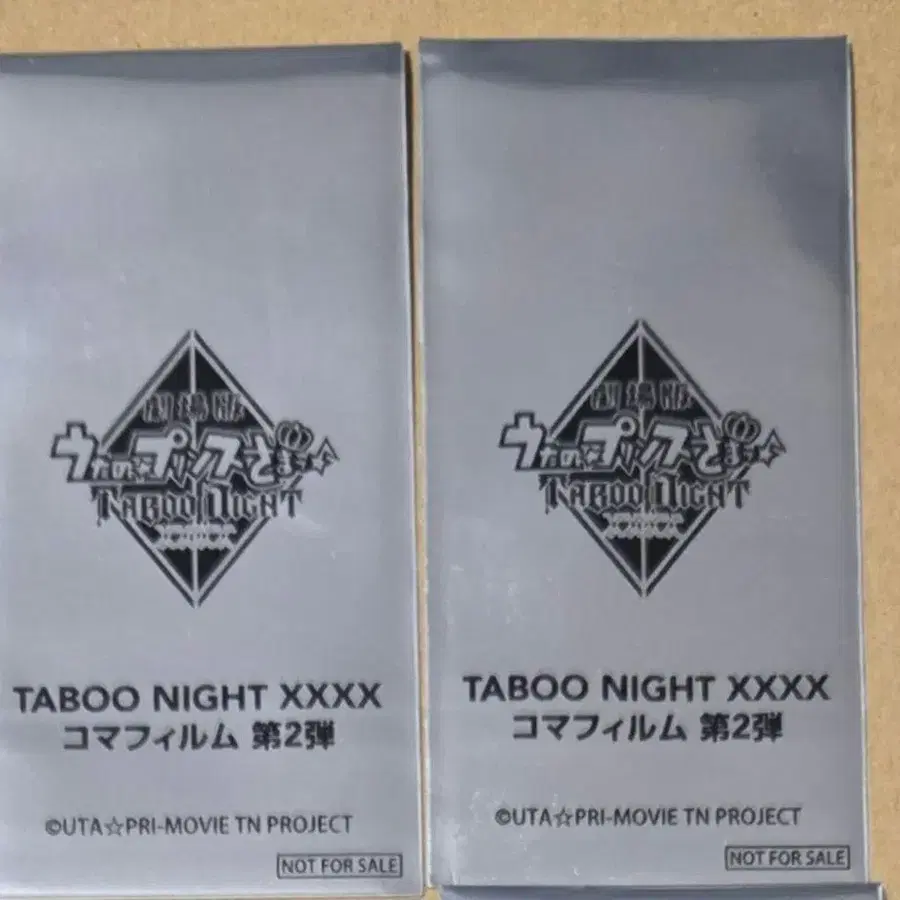 劇場版
うたの☆プリンスさまっ♪
TABOO NIGHT
XXXX
TABOO NIGHT XXXX
コマフィルム 第2弾
©UTA☆PRI-MOVIE TN PROJECT
NOT FOR SALE
劇場版
うたの☆プリンスさまっ♪
TABOO NIGHT
XXXX
TABOO NIGHT XXXX
コマフィルム 第2弾
©UTA☆PRI-MOVIE TN PROJECT
NOT FOR SALE